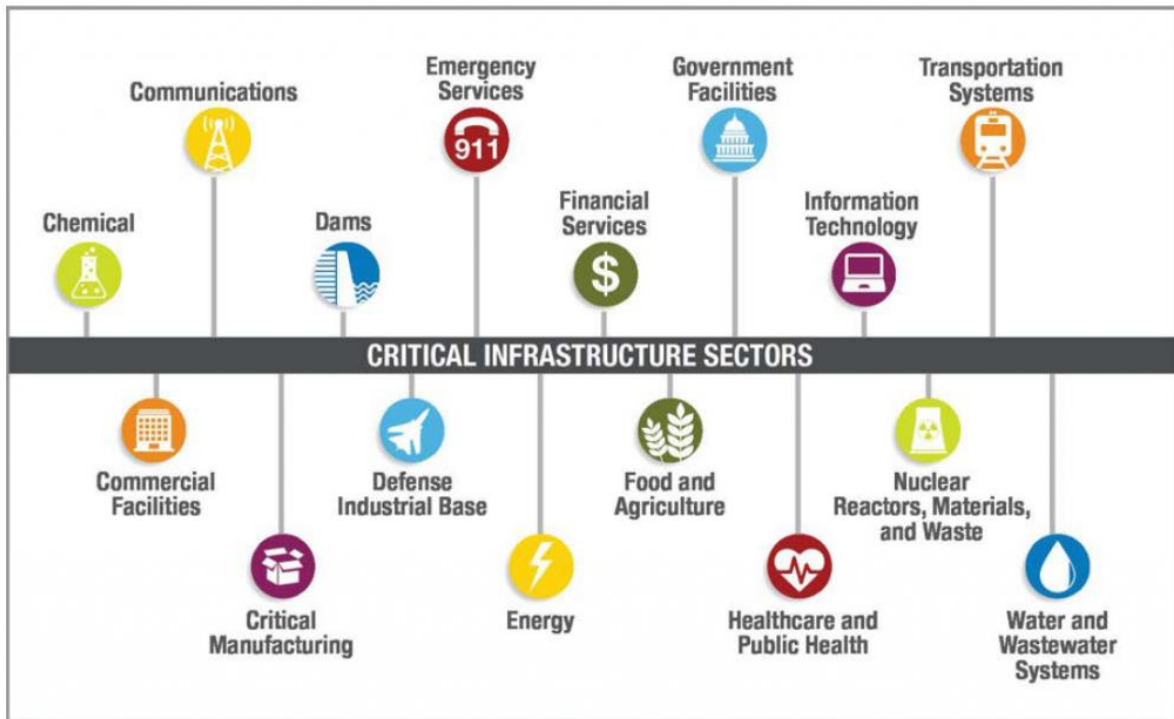 Communications
Emergency
Services
911
Government
Facilities
Transportation
Systems
Chemical
Dams
Financial
Services
$
Information
Technology
CRITICAL INFRASTRUCTURE SECTORS
Commercial
Facilities
Defense
Industrial Base
Food and
Agriculture
Nuclear
Reactors, Materials,
and Waste
Critical
Manufacturing
Energy
Healthcare and
Public Health
Water and
Wastewater
Systems